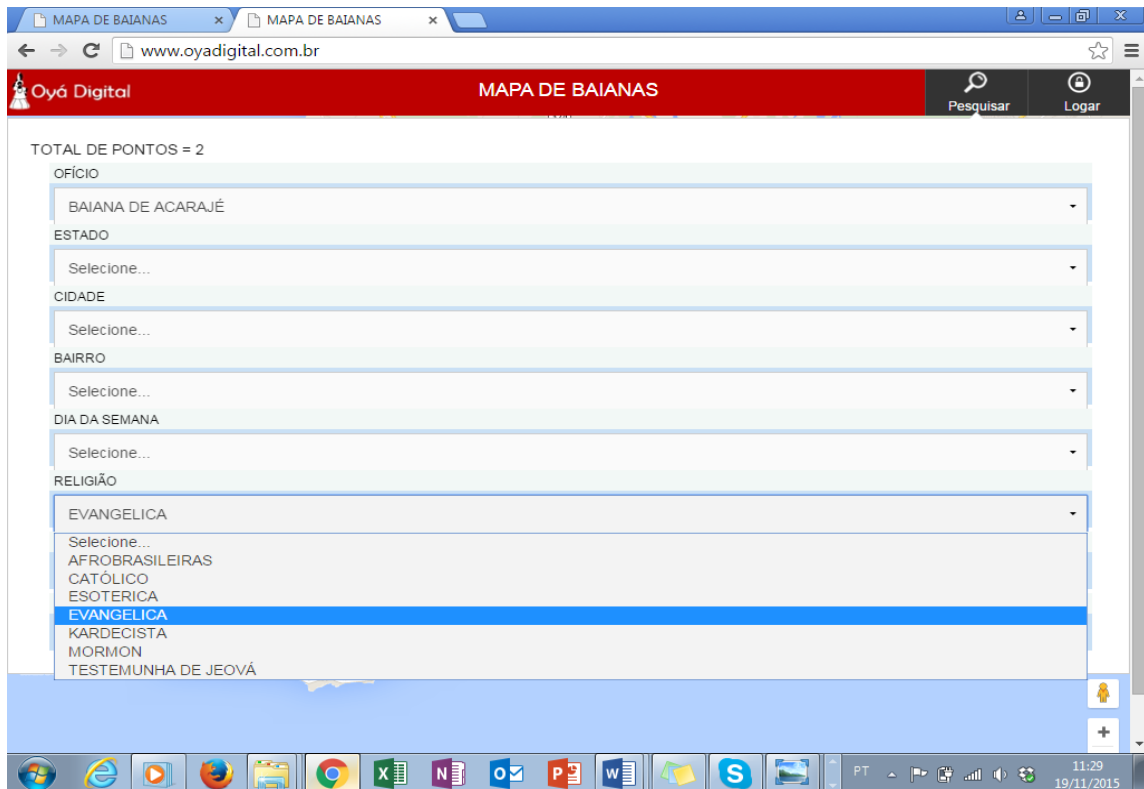 MAPA DE BAIANAS
MAPA DE BAIANAS
www.oyadigital.com.br
Oyá Digital
MAPA DE BAIANAS
Pesquisar
Logar
TOTAL DE PONTOS = 2
OFÍCIO
BAIANA DE ACARAJÉ
ESTADO
Selecione...
CIDADE
Selecione...
BAIRRO
Selecione...
DIA DA SEMANA
Selecione...
RELIGIÃO
EVANGELICA
Selecione...
AFROBRASILEIRAS
CATÓLICO
ESOTERICA
EVANGELICA
KARDECISTA
MORMON
TESTEMUNHA DE JEOVÁ
PT
11:29
19/11/2015